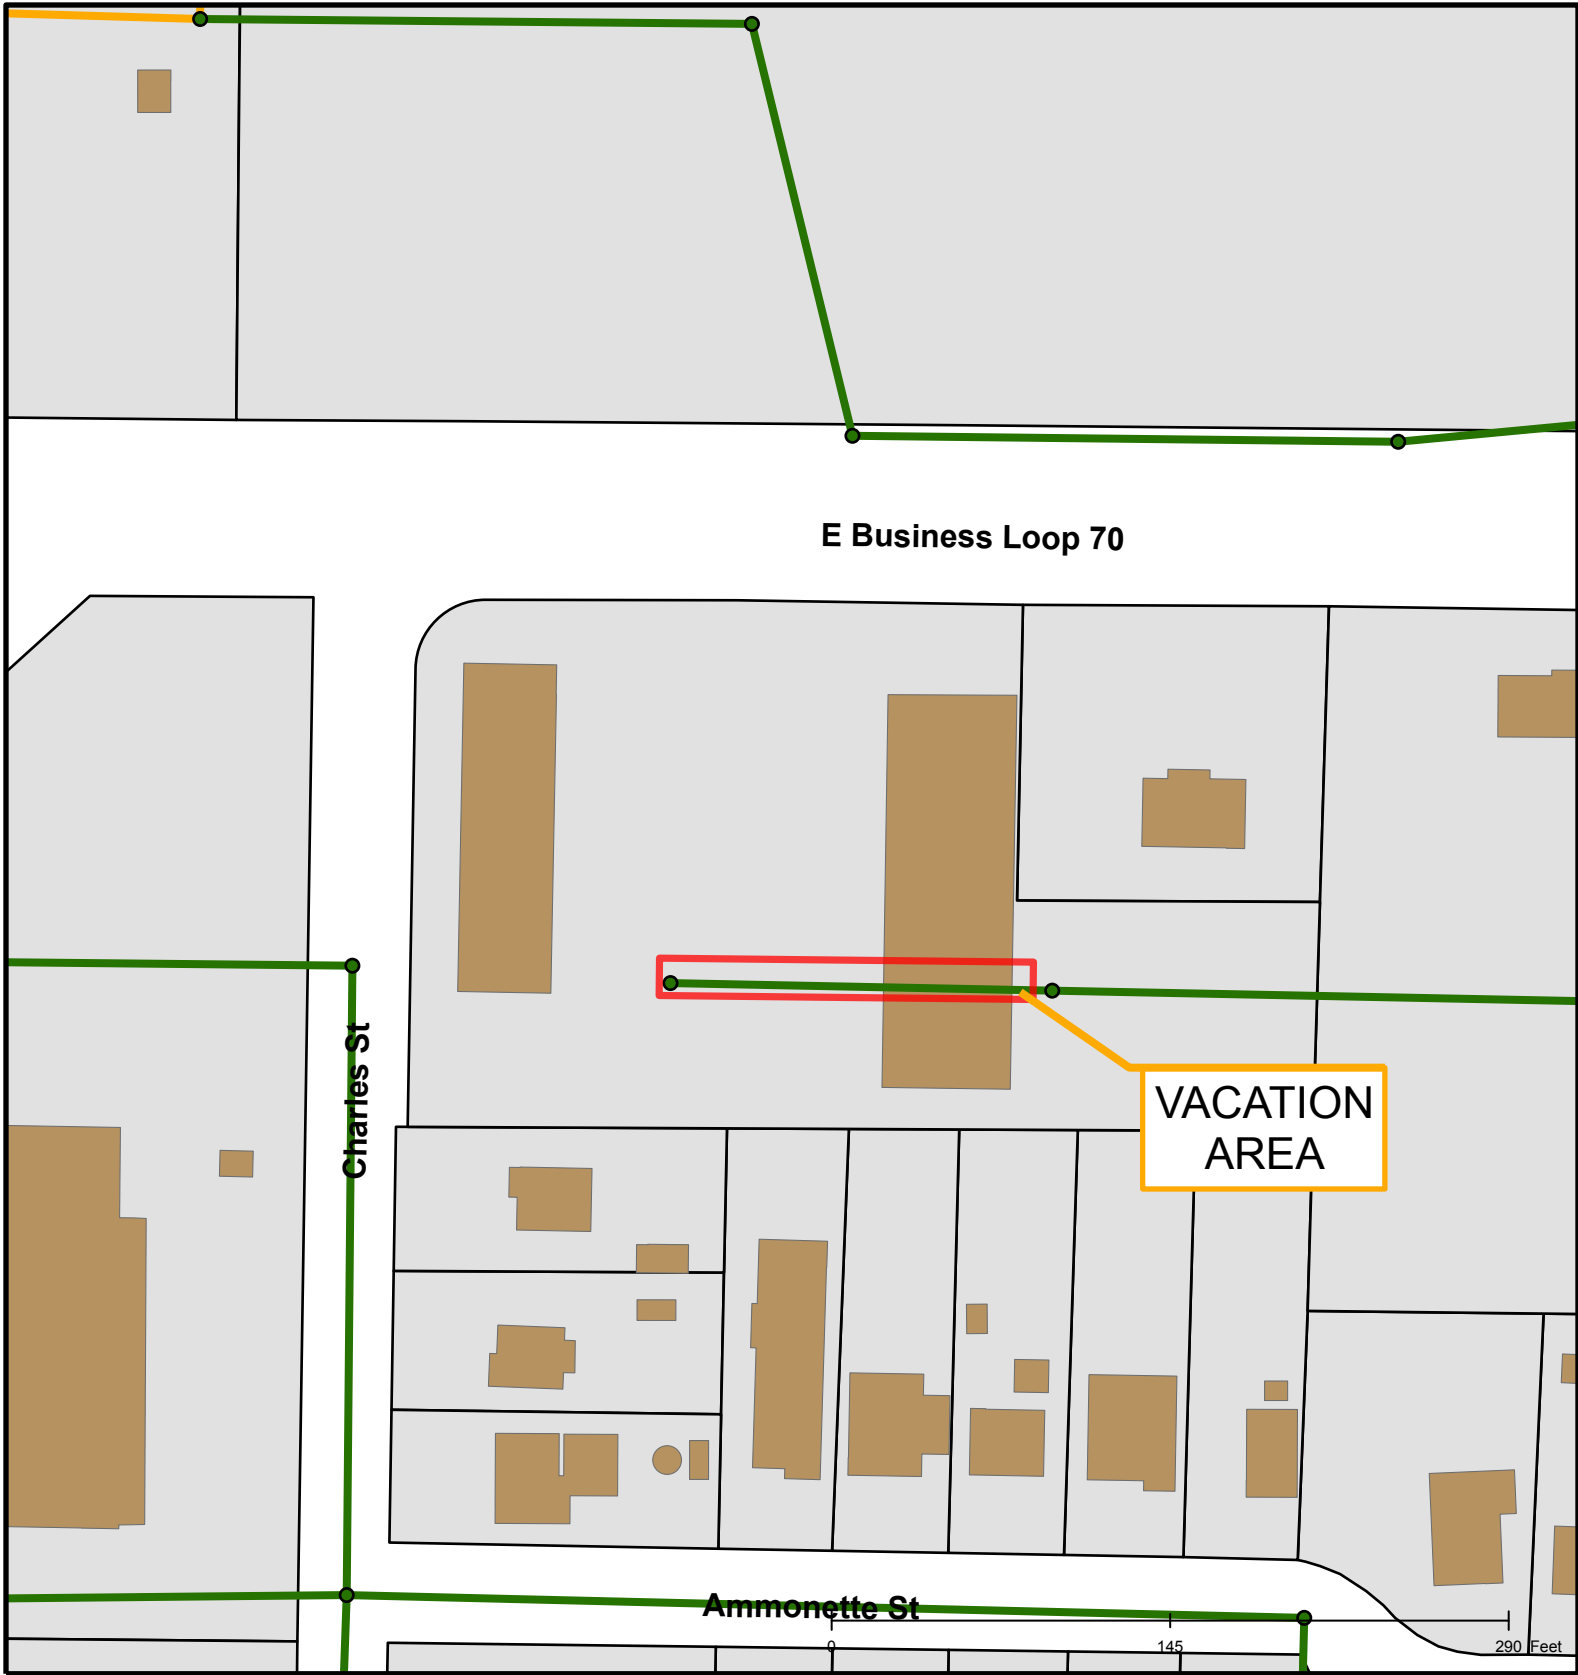 E Business Loop 70
Charles St
VACATION
AREA
Ammonette St
0 145 290 Feet